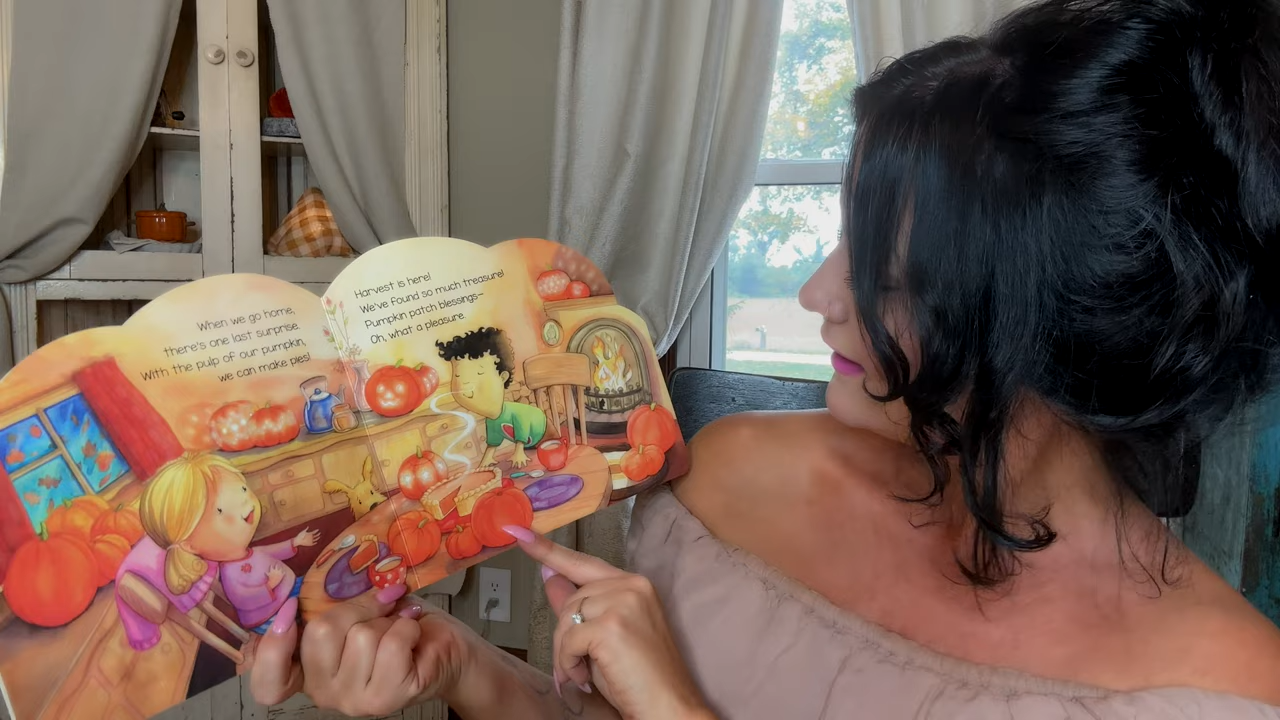 When we go home,
there's one last surprise.
With the pulp of our pumpkin,
we can make pies!
Harvest is here!
We've found so much treasure!
Pumpkin patch blessings—
Oh, what a pleasure.